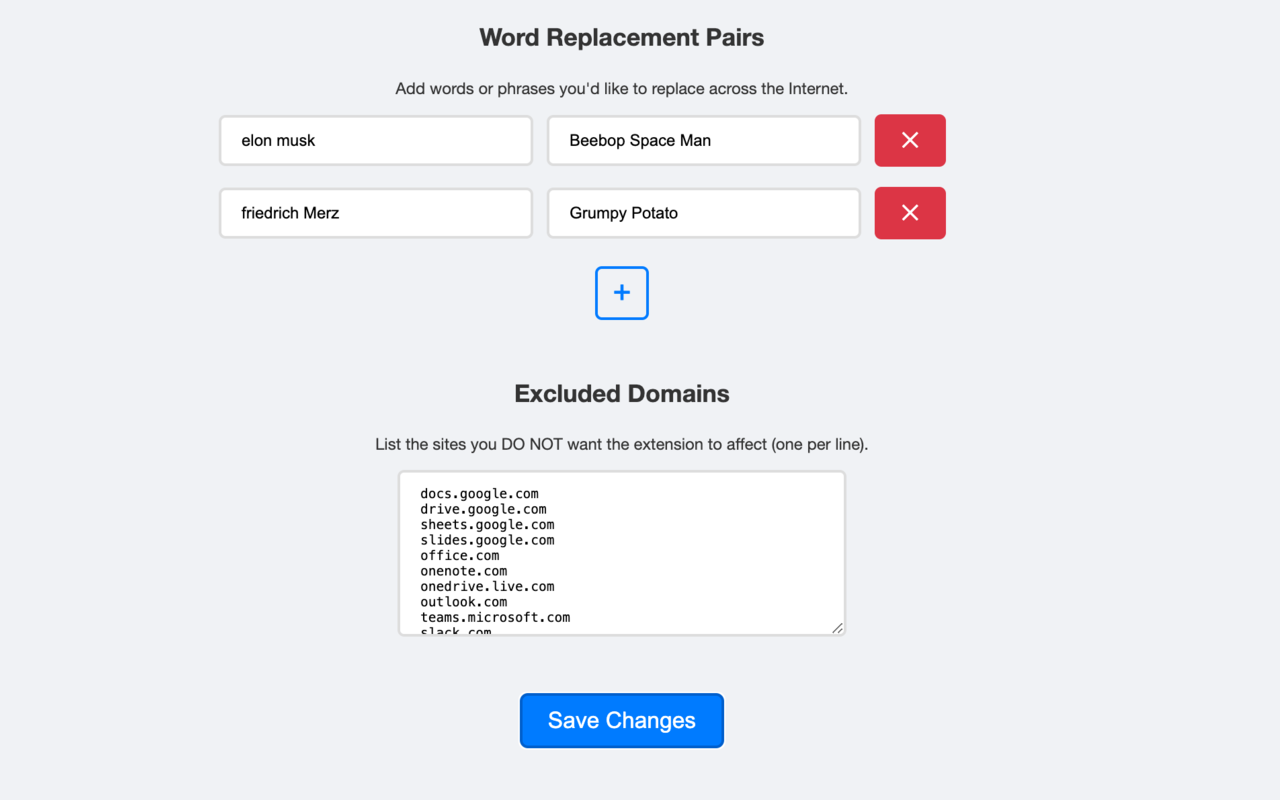 Word Replacement Pairs
Add words or phrases you'd like to replace across the Internet.
elon musk
Beebop Space Man
friedrich Merz
Grumpy Potato
+
Excluded Domains
List the sites you DO NOT want the extension to affect (one per line).
docs.google.com
drive.google.com
sheets.google.com
slides.google.com
office.com
onenote.com
onedrive.live.com
outlook.com
teams.microsoft.com
slack.com
Save Changes